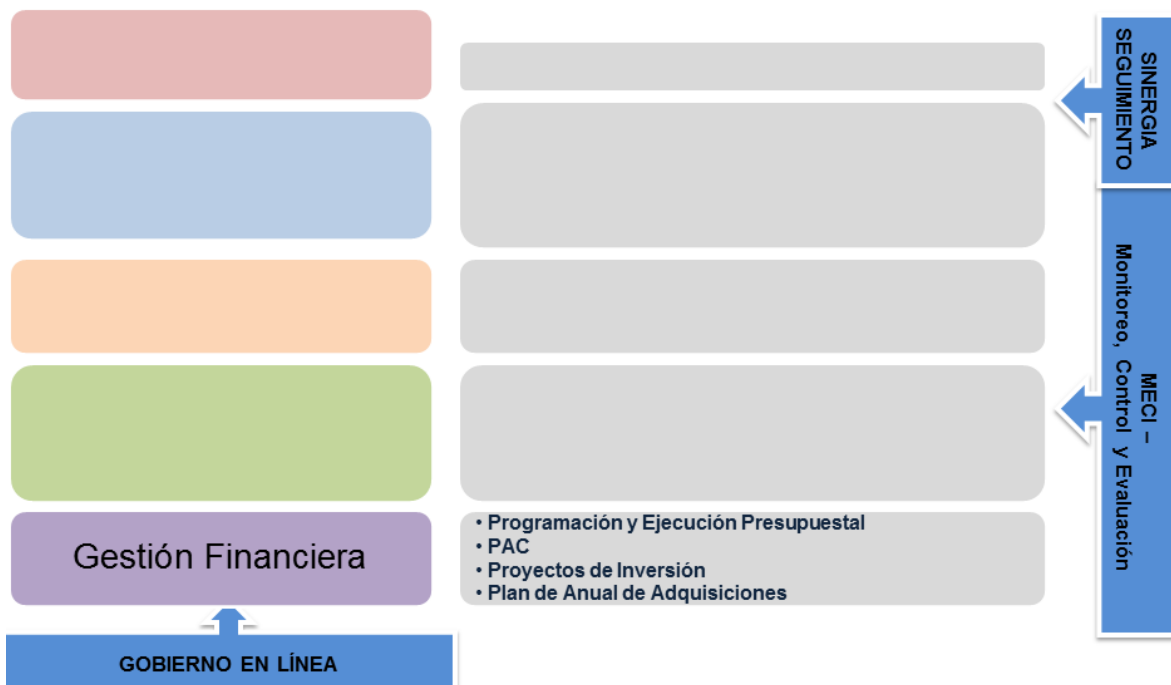 SINERGIA
SEGUIMIENTO
MECI –
Monitoreo, Control y Evaluación
Gestión Financiera
• Programación y Ejecución Presupuestal
• PAC
• Proyectos de Inversión
• Plan de Anual de Adquisiciones
GOBIERNO EN LÍNEA